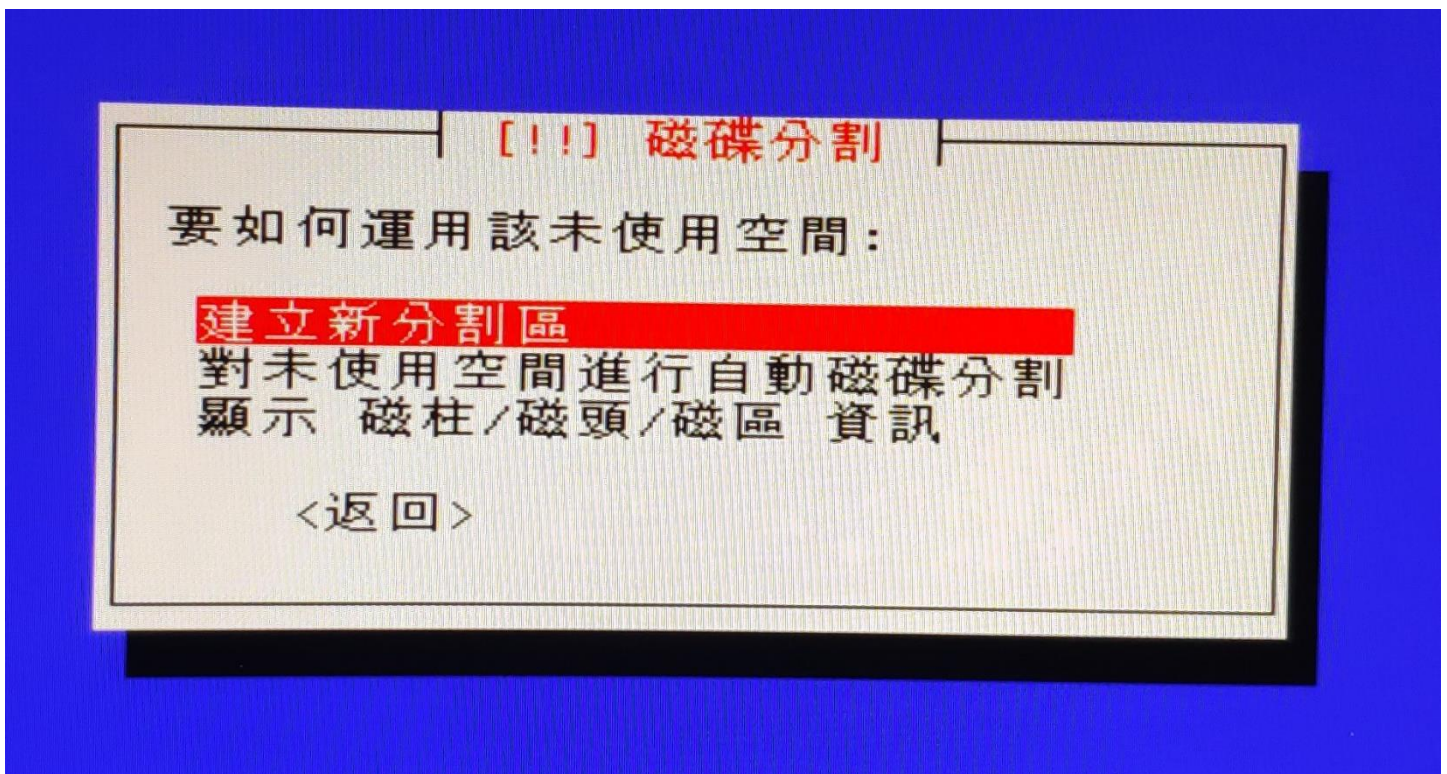 [!!] 磁碟分割
要如何運用該未使用空間:
建立新分割區
對未使用空間進行自動磁碟分割
顯示 磁柱/磁頭/磁區 資訊
<返回>